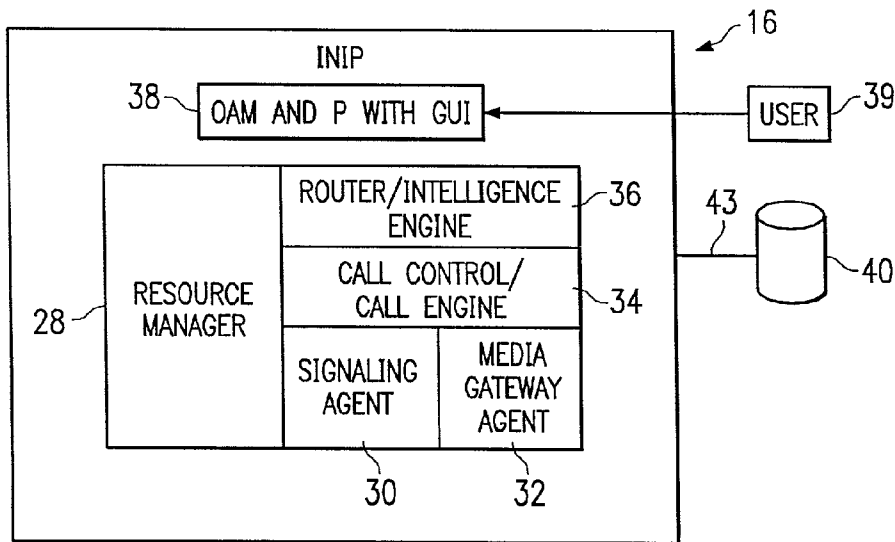 16
INIP
38
OAM AND P WITH GUI
USER
39
ROUTER/INTELLIGENCE
ENGINE
36
43
40
CALL CONTROL/
CALL ENGINE
34
28
RESOURCE
MANAGER
SIGNALING
AGENT
MEDIA
GATEWAY
AGENT
30
32